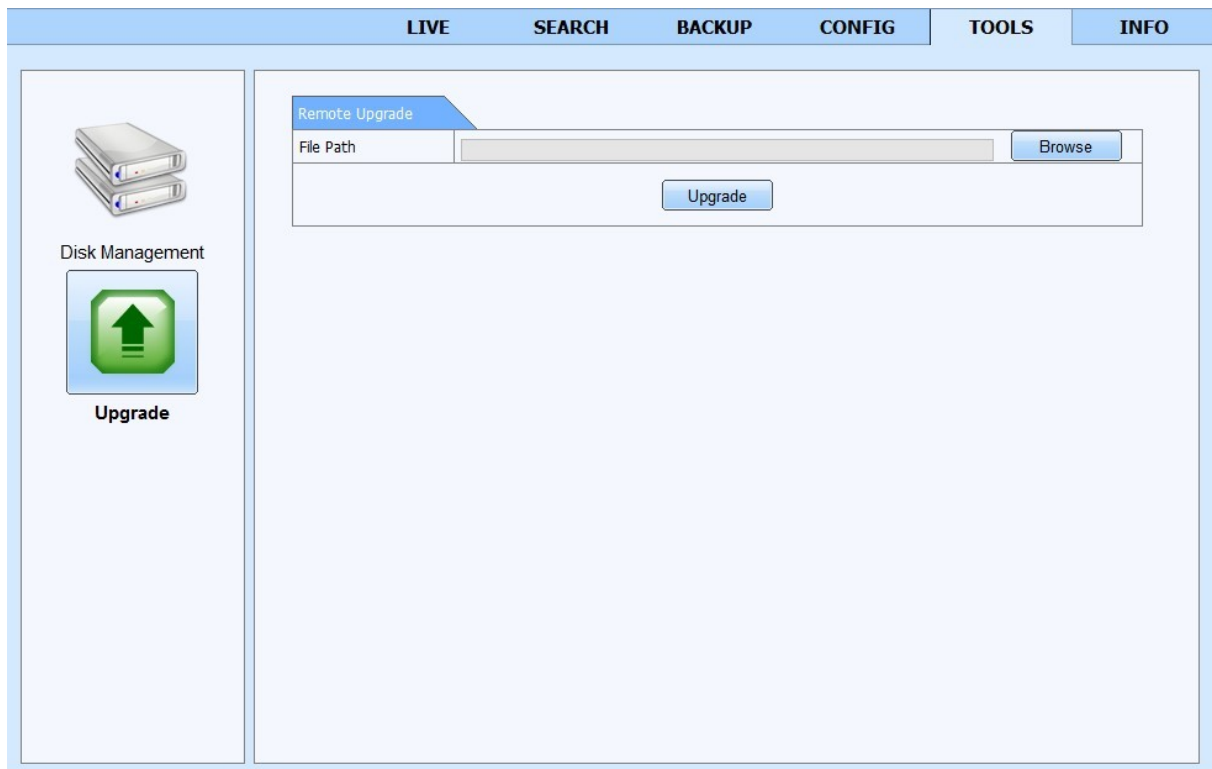 LIVE SEARCH BACKUP CONFIG TOOLS INFO
Disk Management
Upgrade
Remote Upgrade
File Path Browse
Upgrade